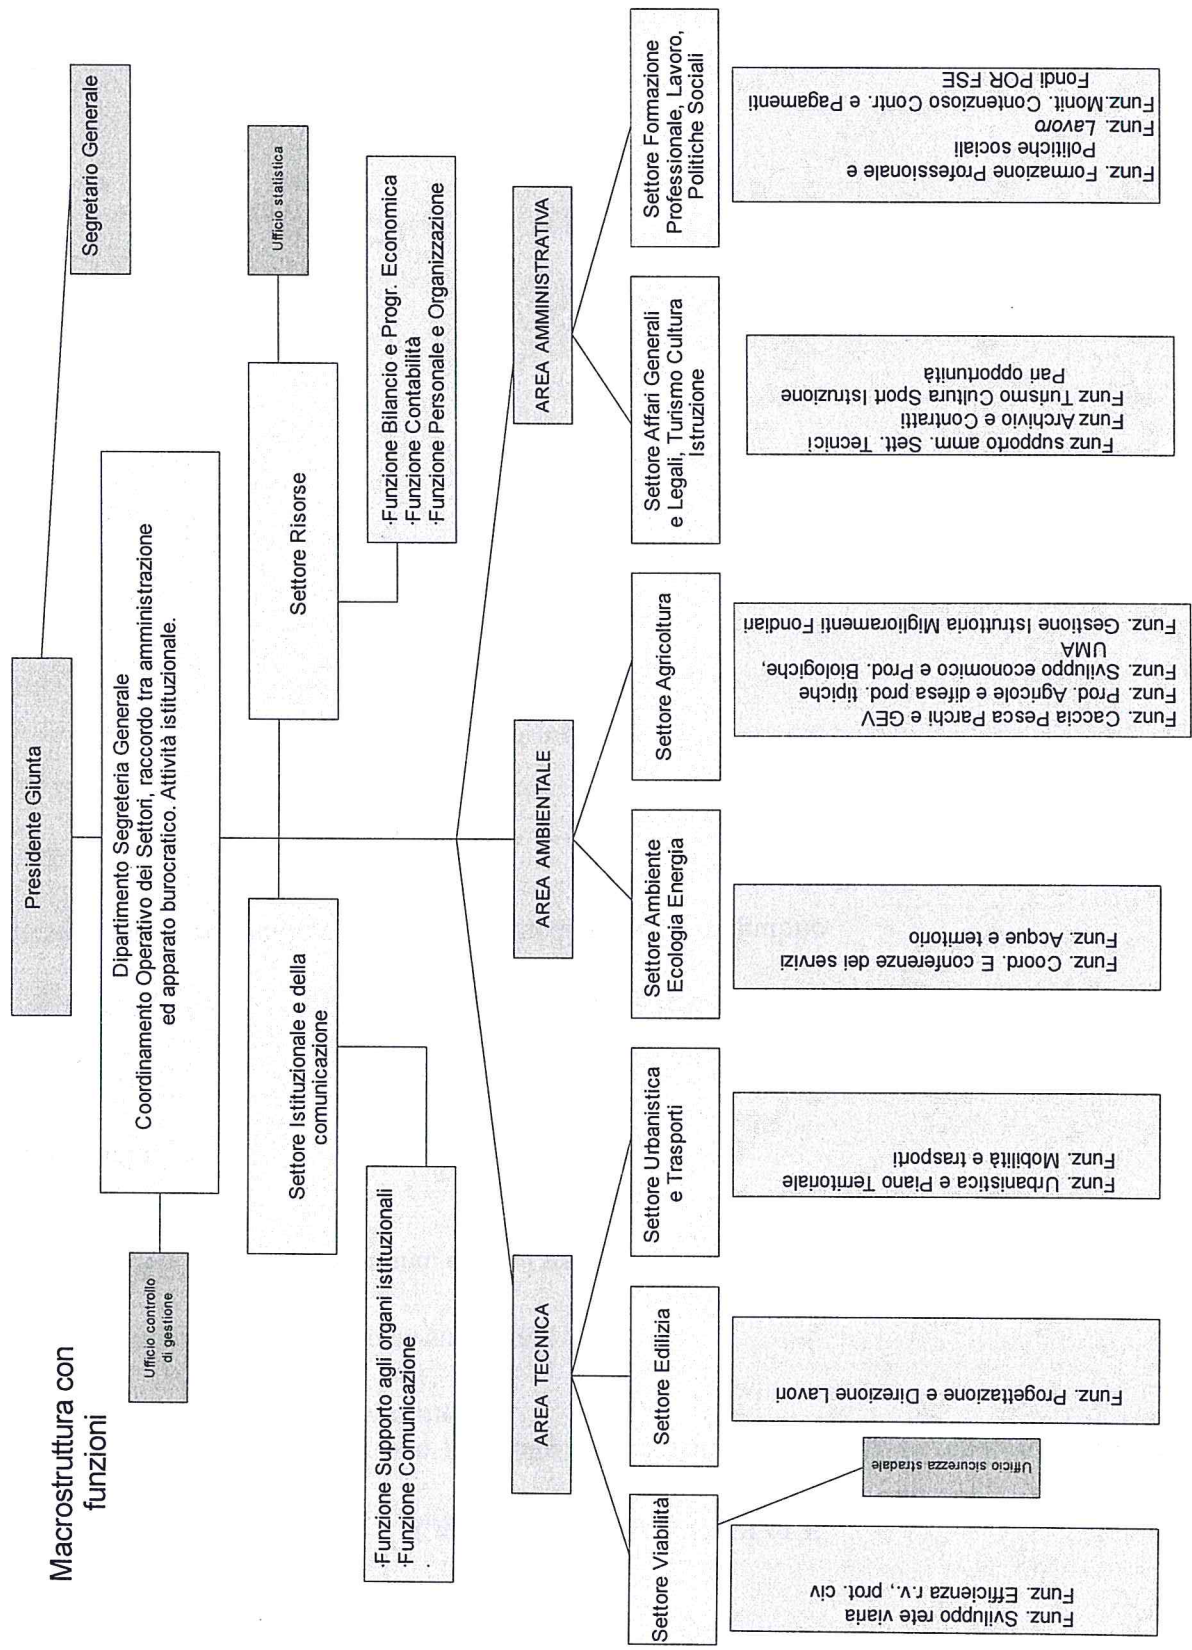 Macrostruttura con
funzioni
Presidente Giunta
Segretario Generale
Dipartimento Segreteria Generale
Coordinamento Operativo dei Settori, raccordo tra amministrazione
ed apparato burocratico. Attività istituzionale.
Ufficio controllo
di gestione
Settore Istituzionale e della
comunicazione
Settore Risorse
Ufficio statistica
·Funzione Supporto agli organi istituzionali
·Funzione Comunicazione
.
·Funzione Bilancio e Progr. Economica
·Funzione Contabilità
·Funzione Personale e Organizzazione
AREA TECNICA
AREA AMBIENTALE
AREA AMMINISTRATIVA
Settore Viabilità
Settore Edilizia
Settore Urbanistica
e Trasporti
Settore Ambiente
Ecologia Energia
Settore Agricoltura
Settore Affari Generali
e Legali, Turismo Cultura
Istruzione
Settore Formazione
Professionale, Lavoro,
Politiche Sociali
Funz. Sviluppo rete viaria
Funz. Efficienza r.v., prot. civ
Ufficio sicurezza stradale
Funz. Progettazione e Direzione Lavori
Funz. Urbanistica e Piano Territoriale
Funz. Mobilità e trasporti
Funz. Coord. E conferenze dei servizi
Funz. Acque e territorio
Funz. Caccia Pesca Parchi e GEV
Funz. Prod. Agricole e difesa prod. tipiche
Funz. Sviluppo economico e Prod. Biologiche,
UMA
Funz. Gestione Istruttoria Miglioramenti Fondiari
Funz supporto amm. Sett. Tecnici
Funz Archivio e Contratti
Funz Turismo Cultura Sport Istruzione
Pari opportunità
Funz. Formazione Professionale e
Politiche sociali
Funz. Lavoro
Funz.Monit. Contenzioso Contr. e Pagamenti
Fondi POR FSE